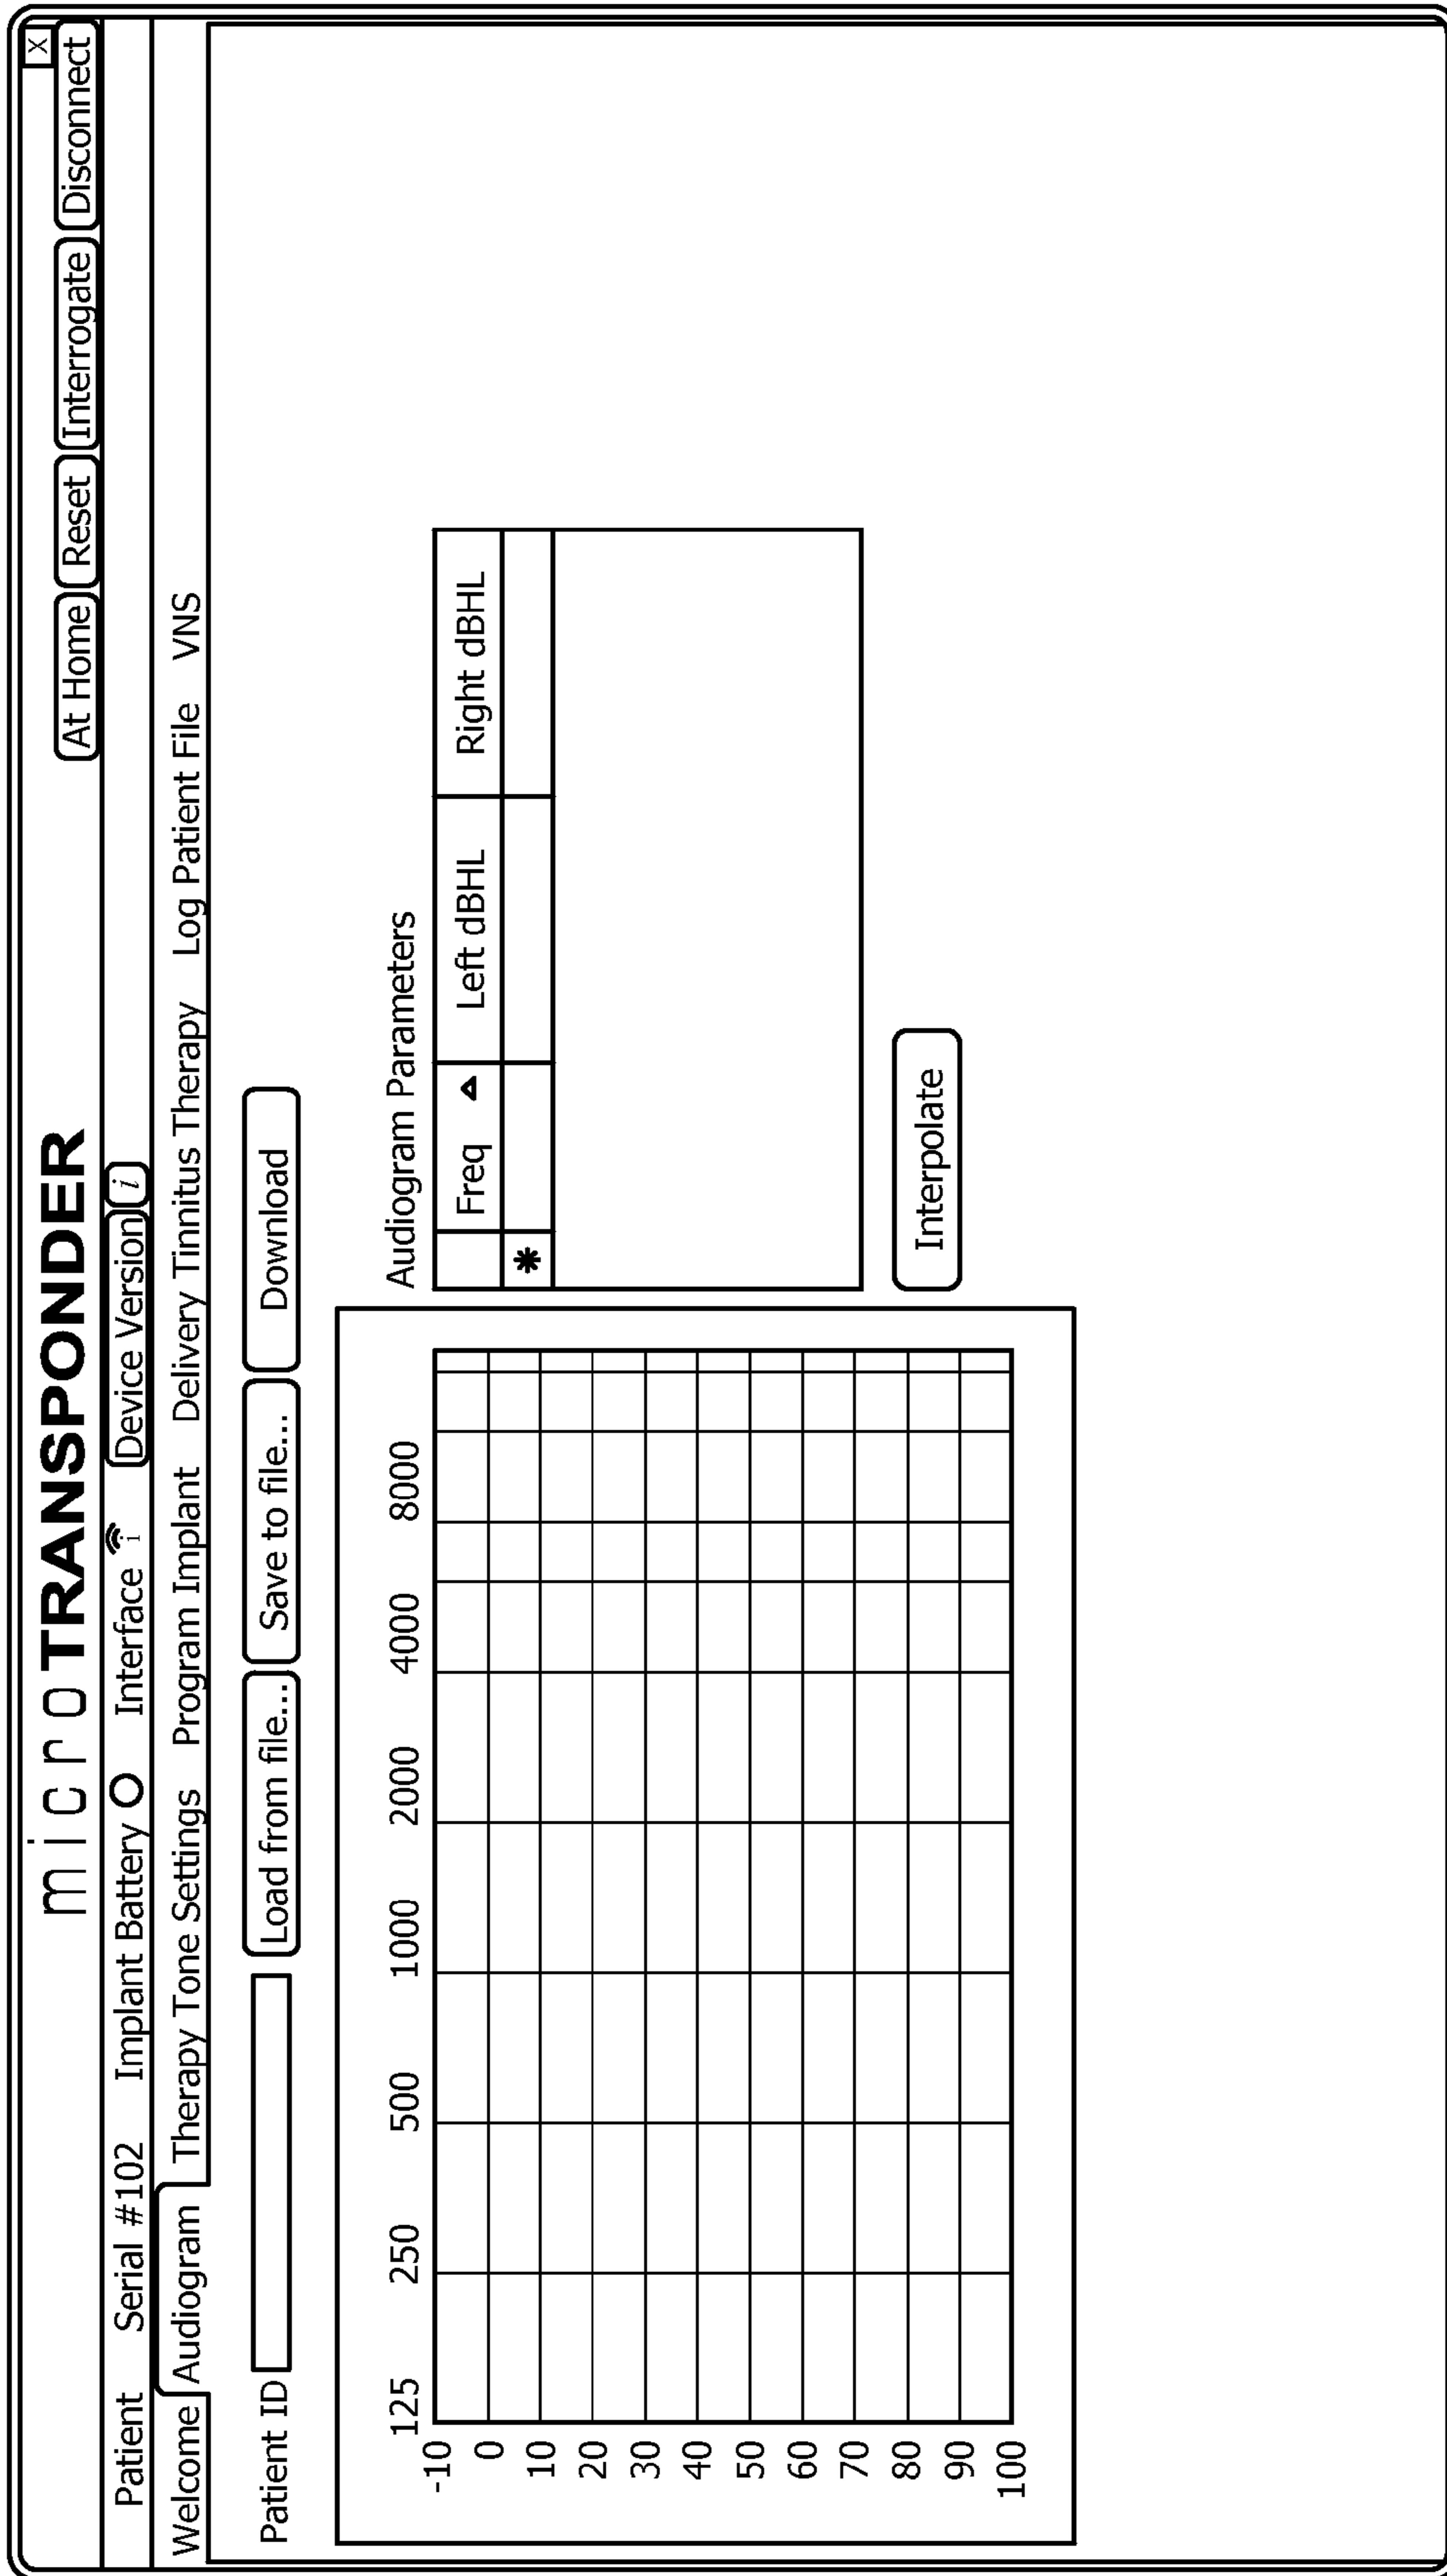 X
microTRANSPONDER
At Home Reset Interrogate Disconnect
Patient Serial #102 Implant Battery Interface i Device Version i
Welcome Audiogram Therapy Tone Settings Program Implant Delivery Tinnitus Therapy Log Patient File VNS
Patient ID Load from file... Save to file... Download
Audiogram Parameters
125 250 500 1000 2000 4000 8000
Freq Left dBHL Right dBHL
*
-10
0
10
20
30
40
50
60
70
80
90
100
Interpolate